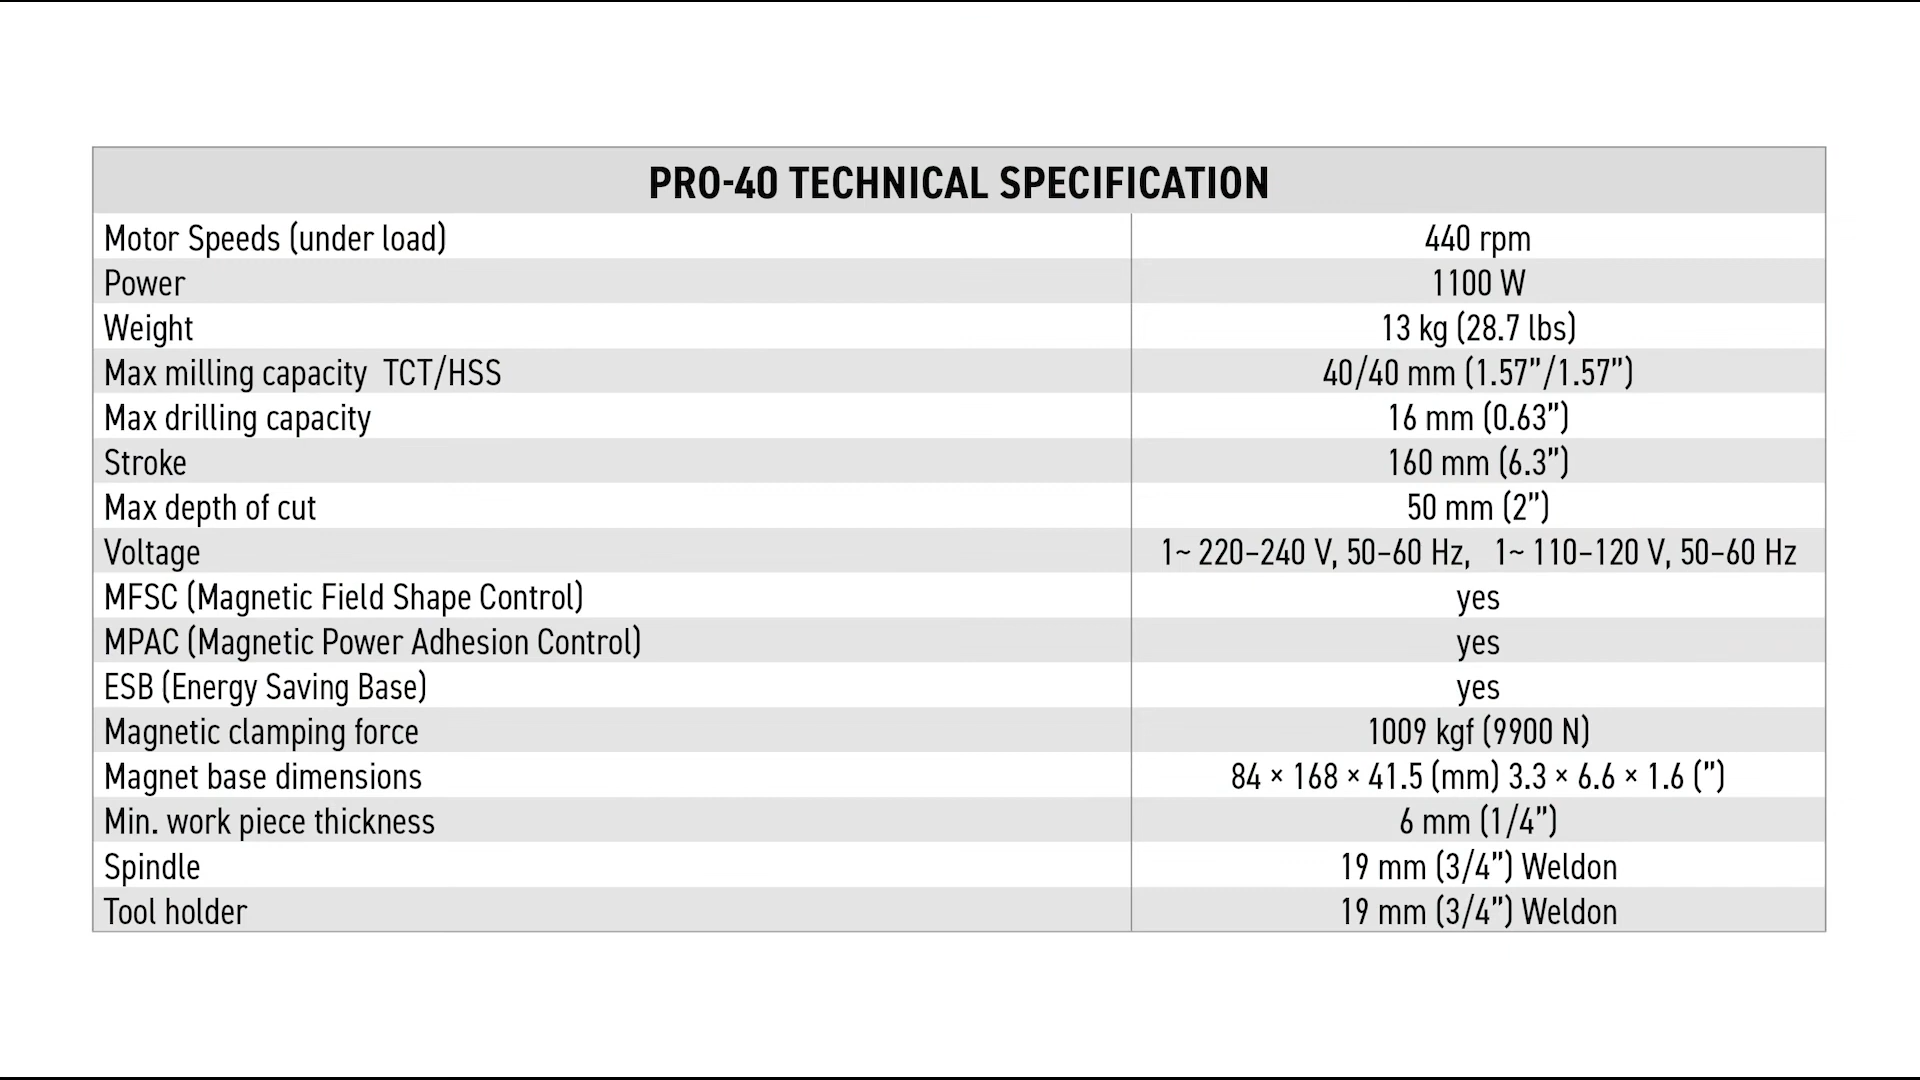 PRO-40 TECHNICAL SPECIFICATION
Motor Speeds (under load) 440 rpm
Power 1100 W
Weight 13 kg (28.7 lbs)
Max milling capacity  TCT/HSS 40/40 mm (1.57”/1.57”)
Max drilling capacity 16 mm (0.63”)
Stroke 160 mm (6.3”)
Max depth of cut 50 mm (2”)
Voltage 1~ 220–240 V, 50–60 Hz,   1~ 110–120 V, 50–60 Hz
MFSC (Magnetic Field Shape Control) yes
MPAC (Magnetic Power Adhesion Control) yes
ESB (Energy Saving Base) yes
Magnetic clamping force 1009 kgf (9900 N)
Magnet base dimensions 84 × 168 × 41.5 (mm) 3.3 × 6.6 × 1.6 (”)
Min. work piece thickness 6 mm (1/4”)
Spindle 19 mm (3/4”) Weldon
Tool holder 19 mm (3/4”) Weldon